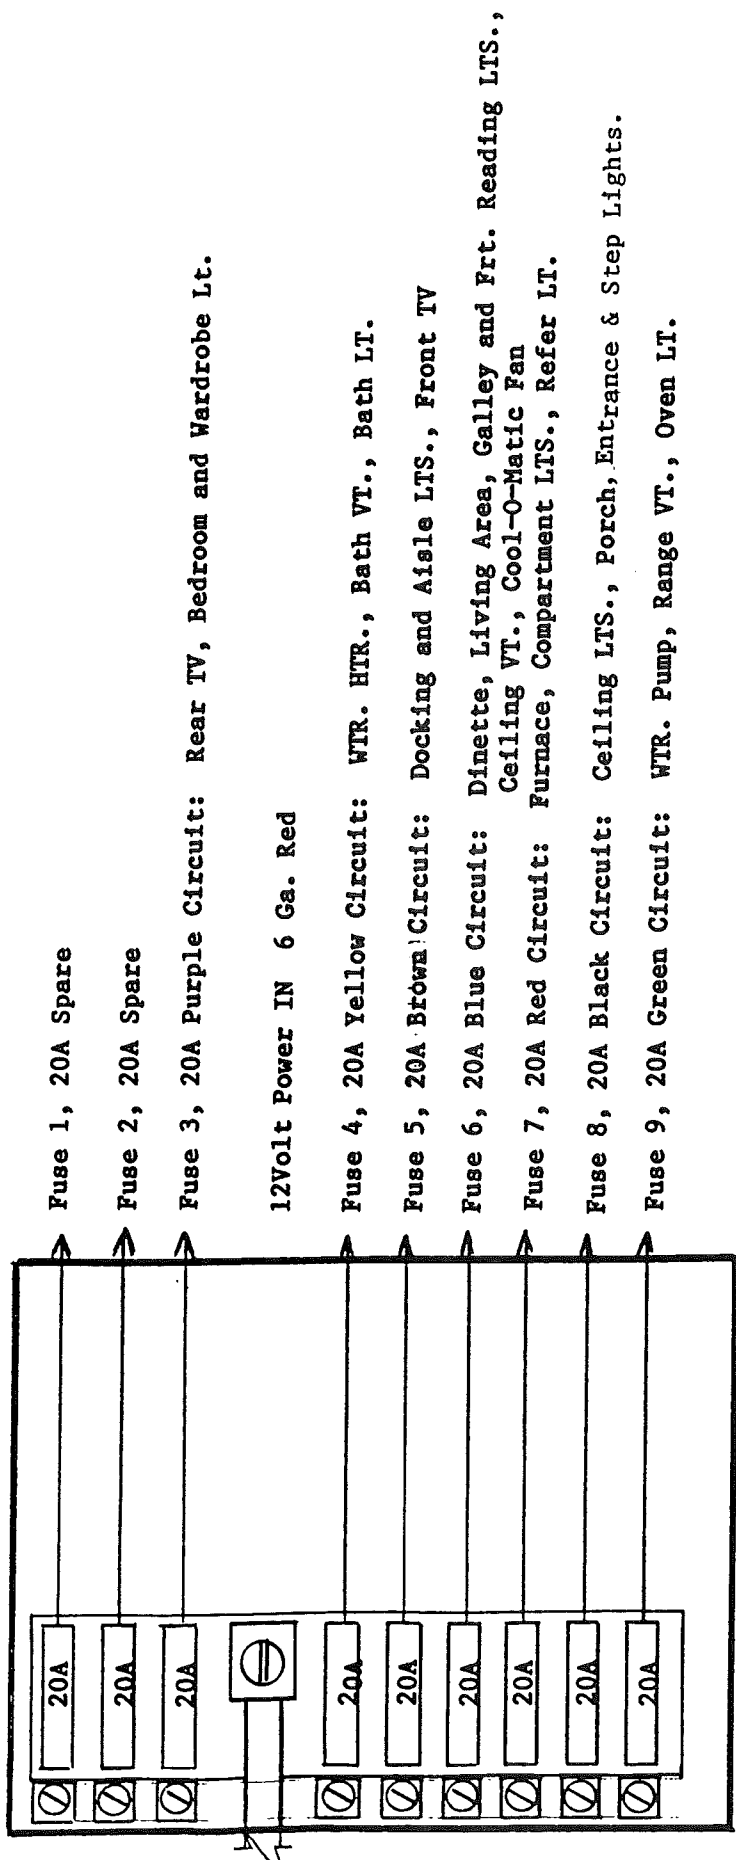 20A Fuse 1, 20A Spare
20A Fuse 2, 20A Spare
20A Fuse 3, 20A Purple Circuit: Rear TV, Bedroom and Wardrobe Lt.
12Volt Power IN 6 Ga. Red
20A Fuse 4, 20A Yellow Circuit: WTR. HTR., Bath VT., Bath LT.
20A Fuse 5, 20A Brown Circuit: Docking and Aisle LTS., Front TV
20A Fuse 6, 20A Blue Circuit: Dinette, Living Area, Galley and Frt. Reading LTS.,
Ceiling VT., Cool-O-Matic Fan
20A Fuse 7, 20A Red Circuit: Furnace, Compartment LTS., Refer LT.
20A Fuse 8, 20A Black Circuit: Ceiling LTS., Porch, Entrance & Step Lights.
20A Fuse 9, 20A Green Circuit: WTR. Pump, Range VT., Oven LT.